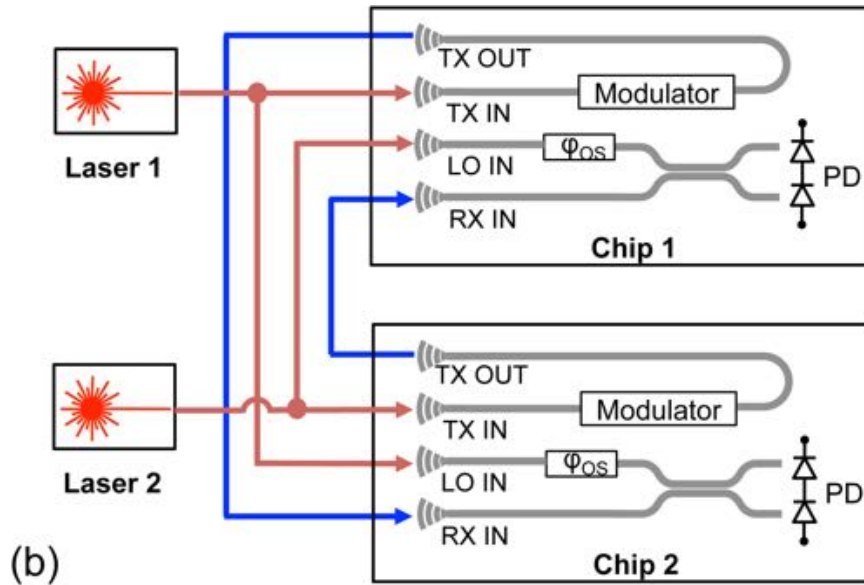 TX OUT
TX IN
Modulator
LO IN
φOS
RX IN
PD
Chip 1
Laser 1
TX OUT
TX IN
Modulator
LO IN
φOS
RX IN
PD
Chip 2
Laser 2
(b)